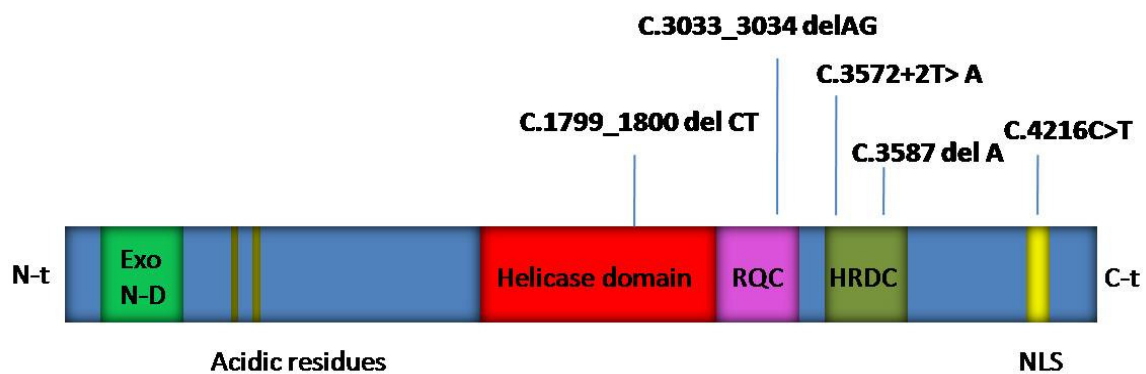 C.3033_3034 delAG
C.3572+2T> A
C.1799_1800 del CT
C.4216C>T
C.3587 del A
N-t
Exo
N-D
Helicase domain
RQC
HRDC
C-t
Acidic residues
NLS